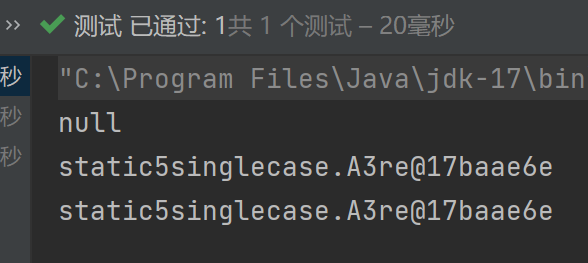 >> 测试 已通过: 1共 1 个测试 – 20毫秒
秒 "C:\Program Files\Java\jdk-17\bin
秒 null
秒 static5singlecase.A3re@17baae6e
static5singlecase.A3re@17baae6e